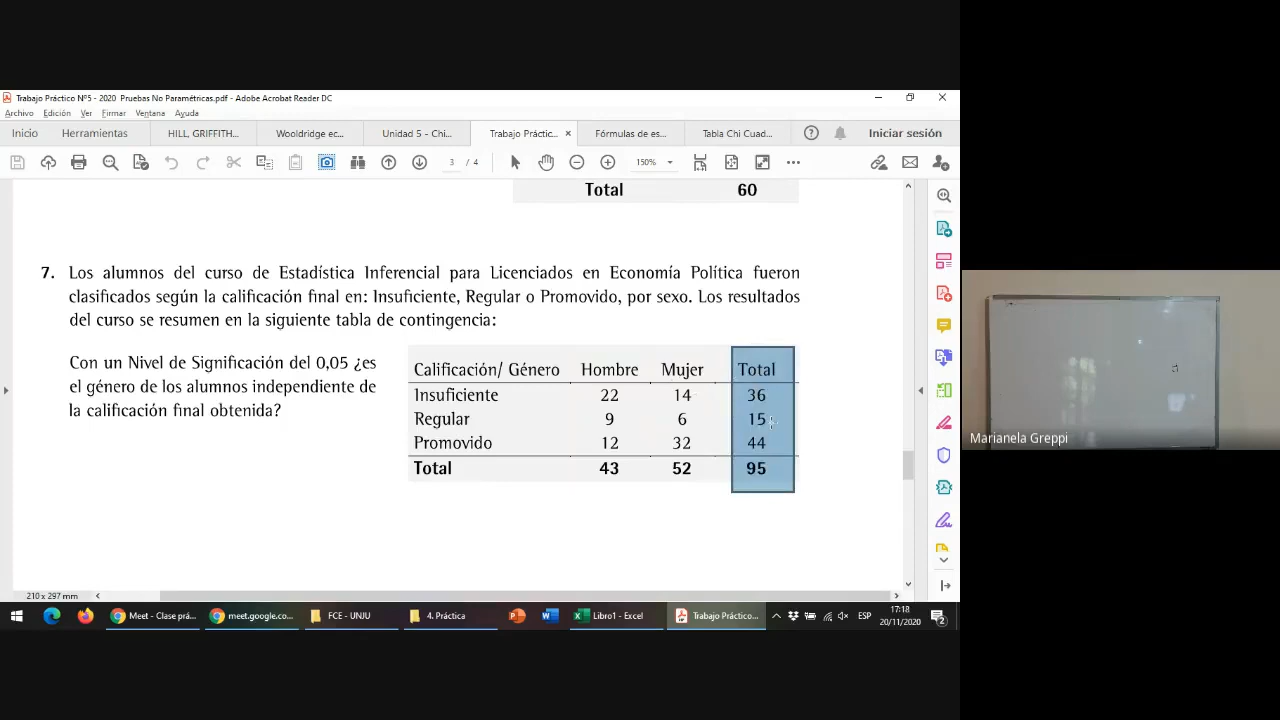 Trabajo Práctico Nº5 - 2020 Pruebas No Paramétricas.pdf - Adobe Acrobat Reader DC
Archivo Edición Ver Firmar Ventana Ayuda
Inicio Herramientas HILL, GRIFFITH... Wooldridge ec... Unidad 5 - Chi... Trabajo Práctic... × Fórmulas de es... Tabla Chi Cuad... Iniciar sesión
3 / 4 150%
Total 60
7. Los alumnos del curso de Estadística Inferencial para Licenciados en Economía Política fueron
clasificados según la calificación final en: Insuficiente, Regular o Promovido, por sexo. Los resultados
del curso se resumen en la siguiente tabla de contingencia:
Con un Nivel de Significación del 0,05 ¿es
el género de los alumnos independiente de
la calificación final obtenida?
Calificación/ Género Hombre Mujer Total
Insuficiente 22 14 36
Regular 9 6 15
Promovido 12 32 44
Total 43 52 95
Marianela Greppi
210 x 297 mm
Meet - Clase prá... meet.google.co... FCE - UNJU 4. Práctica Libro1 - Excel Trabajo Práctico... ESP 17:18
20/11/2020 2